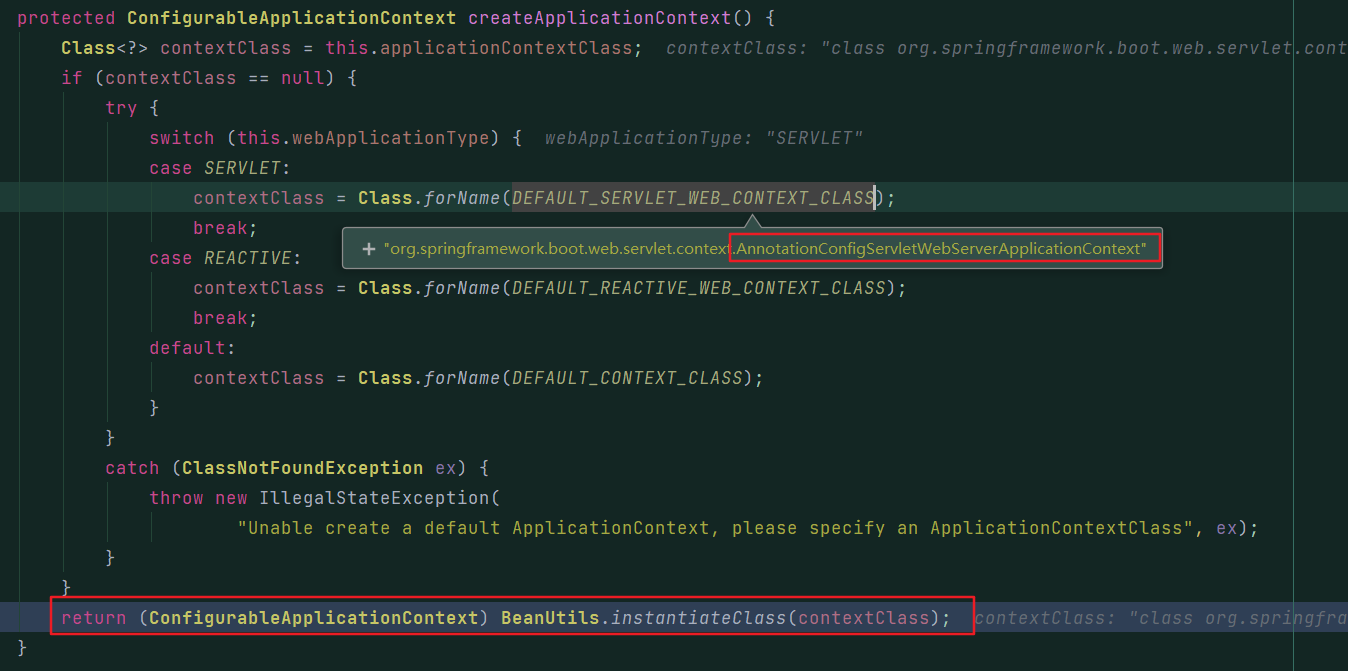 protected ConfigurableApplicationContext createApplicationContext() {
Class<?> contextClass = this.applicationContextClass; contextClass: "class org.springframework.boot.web.servlet.cont
if (contextClass == null) {
try {
switch (this.webApplicationType) { webApplicationType: "SERVLET"
case SERVLET:
contextClass = Class.forName(DEFAULT_SERVLET_WEB_CONTEXT_CLASS);
break;
+ "org.springframework.boot.web.servlet.context.AnnotationConfigServletWebServerApplicationContext"
case REACTIVE:
contextClass = Class.forName(DEFAULT_REACTIVE_WEB_CONTEXT_CLASS);
break;
default:
contextClass = Class.forName(DEFAULT_CONTEXT_CLASS);
}
}
catch (ClassNotFoundException ex) {
throw new IllegalStateException(
"Unable create a default ApplicationContext, please specify an ApplicationContextClass", ex);
}
}
return (ConfigurableApplicationContext) BeanUtils.instantiateClass(contextClass); contextClass: "class org.springfra
}